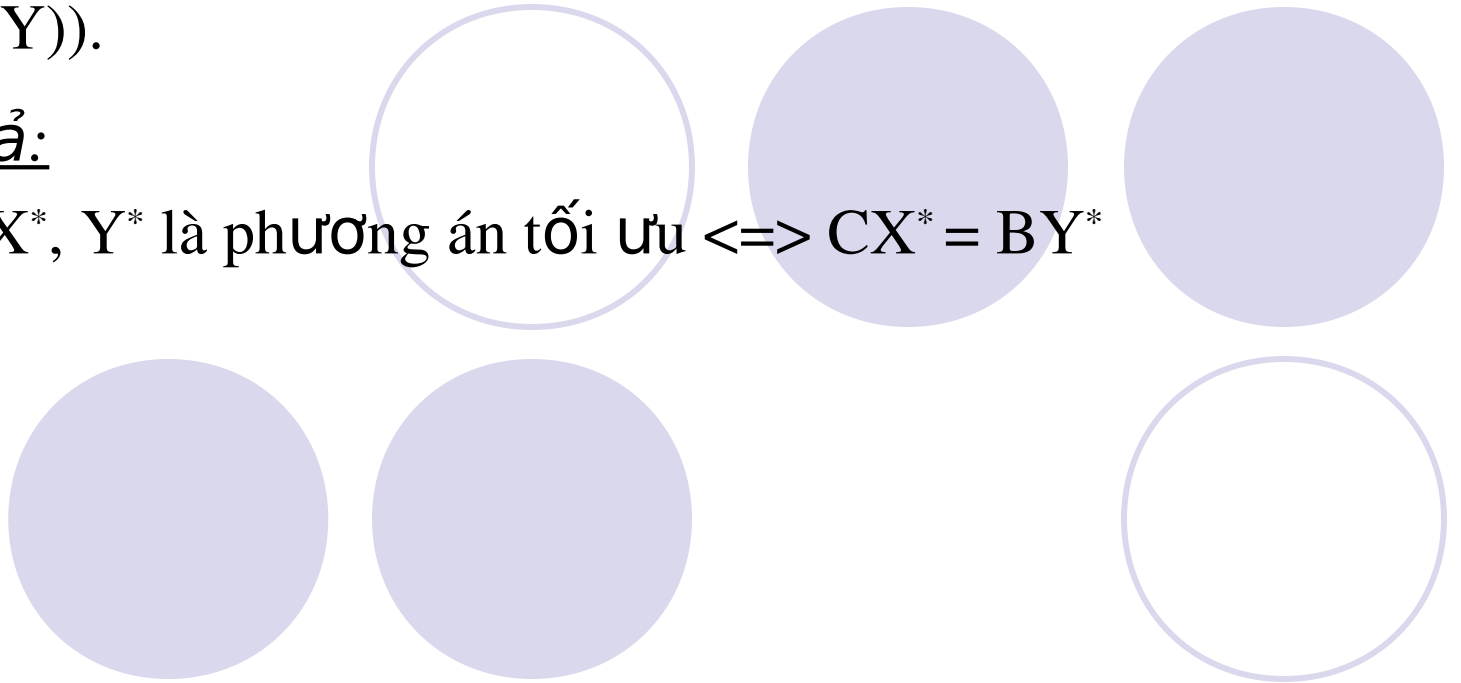 Y)).
ả:
X*, Y* là phương án tối ưu <=> CX* = BY*